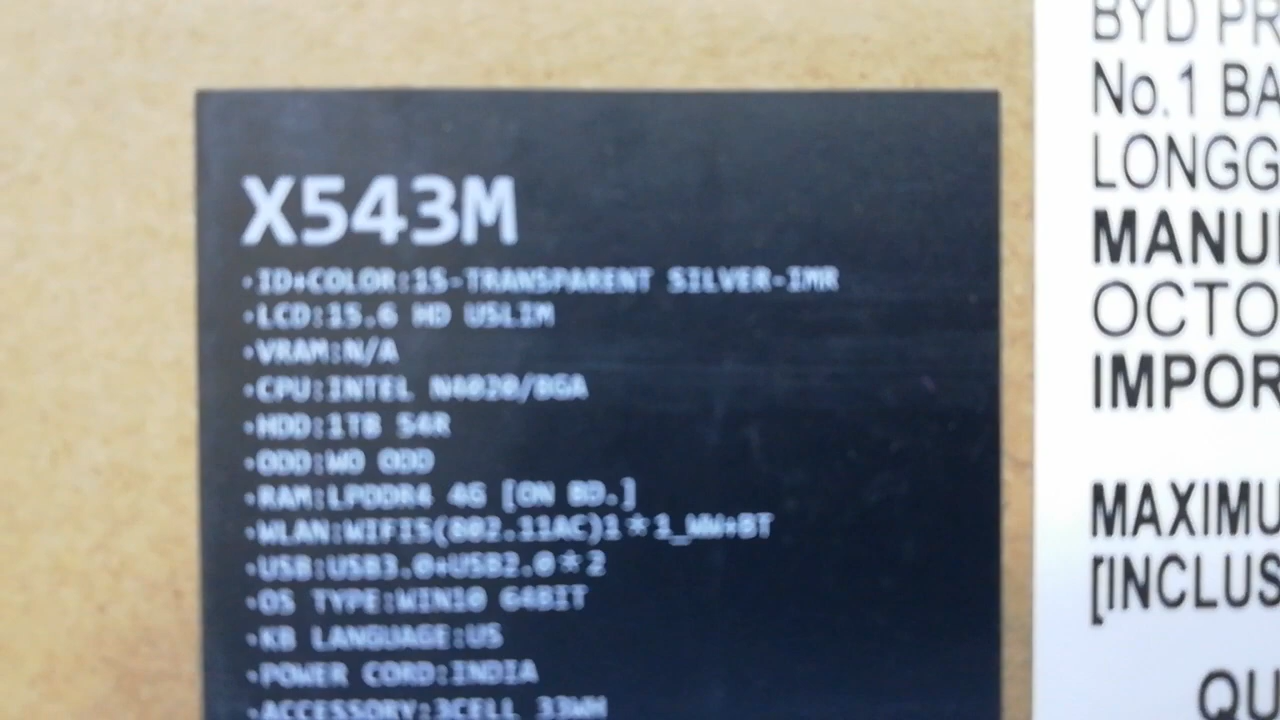 X543M
·ID+COLOR:1S-TRANSPARENT SILVER-IMR
·LCD:15.6 HD USLIM
·VRAM:N/A
·CPU:INTEL N4020/BGA
·HDD:1TB 54R
·ODD:WO ODD
·RAM:LPDDR4 4G [ON BD.]
·WLAN:WIFI5(802.11AC)1*1_WW+BT
·USB:USB3.0+USB2.0*2
·OS TYPE:WIN10 64BIT
·KB LANGUAGE:US
·POWER CORD:INDIA
·ACCESSORY:3CELL 33WH
BYD PR
No.1 BA
LONGG
MANU
OCTO
IMPOR
MAXIMU
[INCLUS
QU